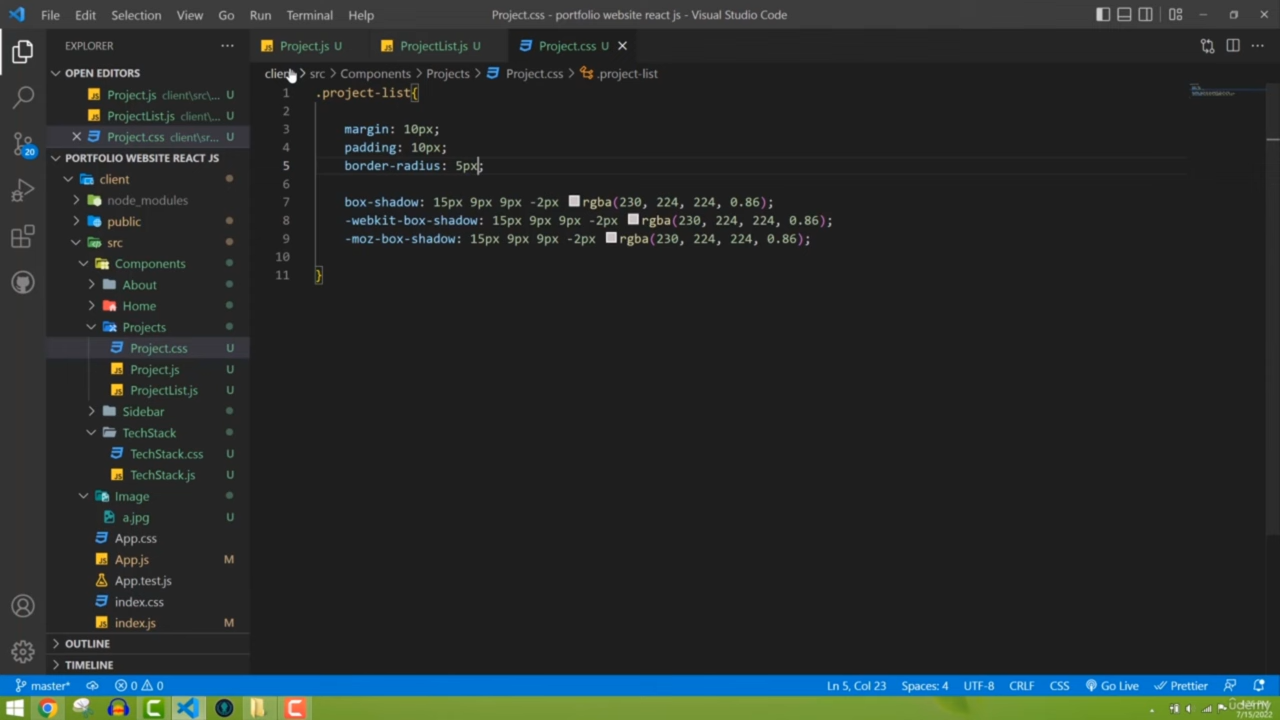 File Edit Selection View Go Run Terminal Help
Project.css - portfolio website react js - Visual Studio Code
EXPLORER
Project.js U
ProjectList.js U
Project.css U
OPEN EDITORS
Project.js client\src\... U
ProjectList.js client\... U
Project.css client\sr... U
PORTFOLIO WEBSITE REACT JS
client
node_modules
public
src
Components
About
Home
Projects
Project.css U
Project.js U
ProjectList.js U
Sidebar
TechStack
TechStack.css U
TechStack.js U
Image
a.jpg U
App.css
App.js M
App.test.js
index.css
index.js M
OUTLINE
TIMELINE
20
client > src > Components > Projects > Project.css > .project-list
1 .project-list{
2
3 margin: 10px;
4 padding: 10px;
5 border-radius: 5px;
6
7 box-shadow: 15px 9px 9px -2px rgba(230, 224, 224, 0.86);
8 -webkit-box-shadow: 15px 9px 9px -2px rgba(230, 224, 224, 0.86);
9 -moz-box-shadow: 15px 9px 9px -2px rgba(230, 224, 224, 0.86);
10
11 }
master* 0 0
Ln 5, Col 23 Spaces: 4 UTF-8 CRLF CSS Go Live Prettier
udemy
7/15/2022